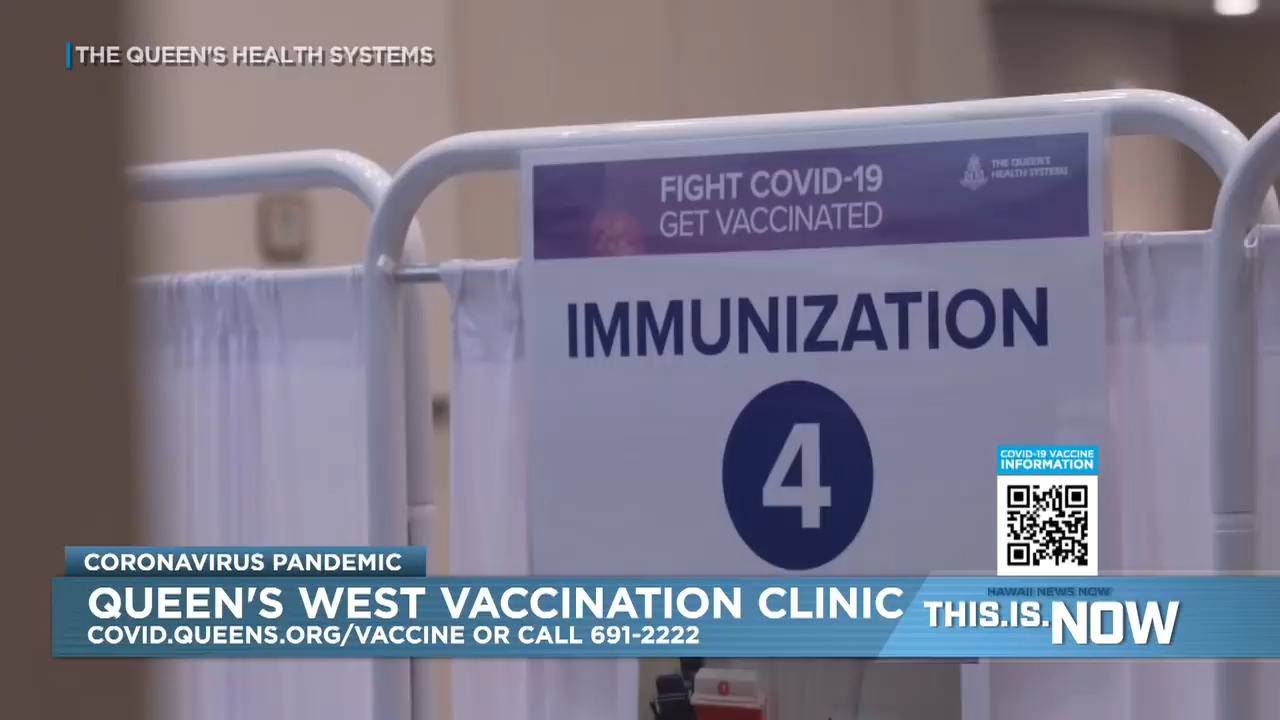 THE QUEEN'S HEALTH SYSTEMS
FIGHT COVID-19
GET VACCINATED
THE QUEEN'S
HEALTH SYSTEMS
IMMUNIZATION
4
COVID-19 VACCINE
INFORMATION
CORONAVIRUS PANDEMIC
QUEEN'S WEST VACCINATION CLINIC
COVID.QUEENS.ORG/VACCINE OR CALL 691-2222
HAWAII NEWS NOW
THIS.IS.NOW
0